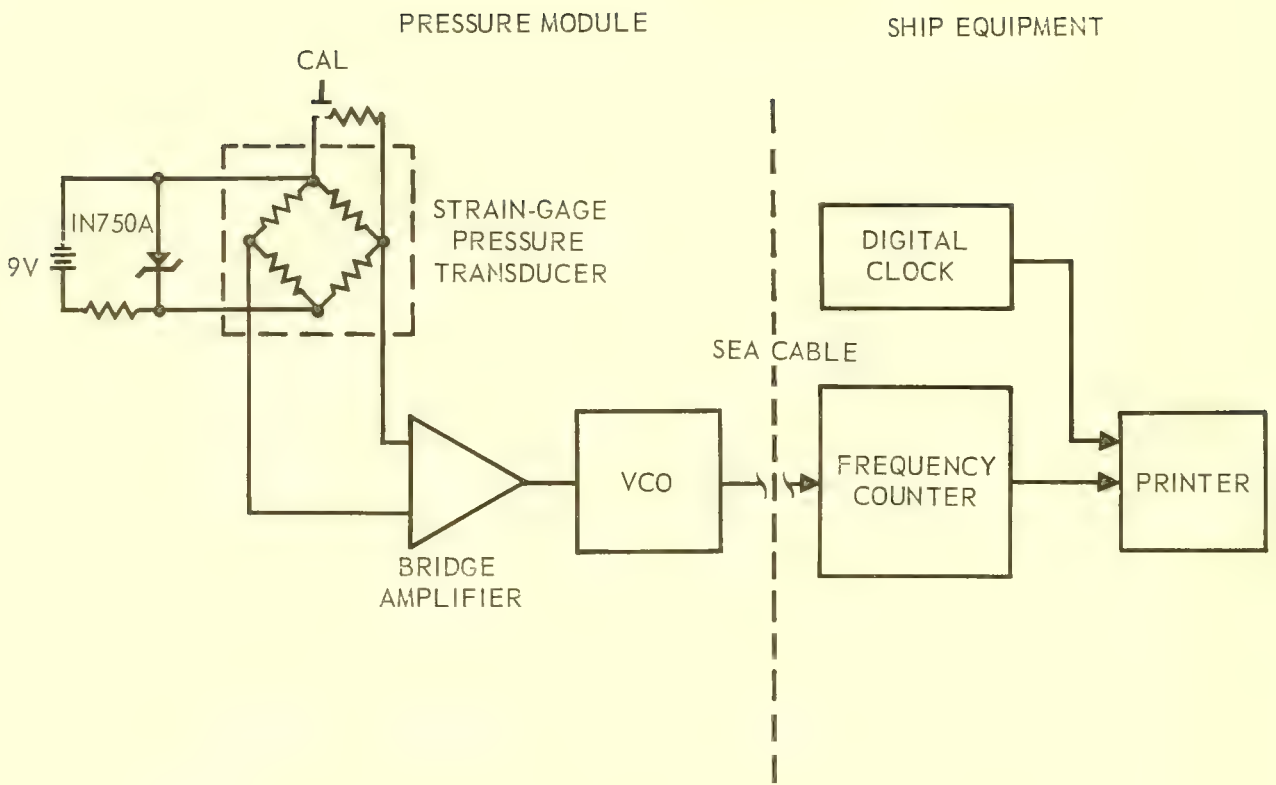 PRESSURE MODULE
SHIP EQUIPMENT
CAL
IN750A
9V
STRAIN-GAGE
PRESSURE
TRANSDUCER
DIGITAL
CLOCK
SEA CABLE
BRIDGE
AMPLIFIER
VCO
FREQUENCY
COUNTER
PRINTER